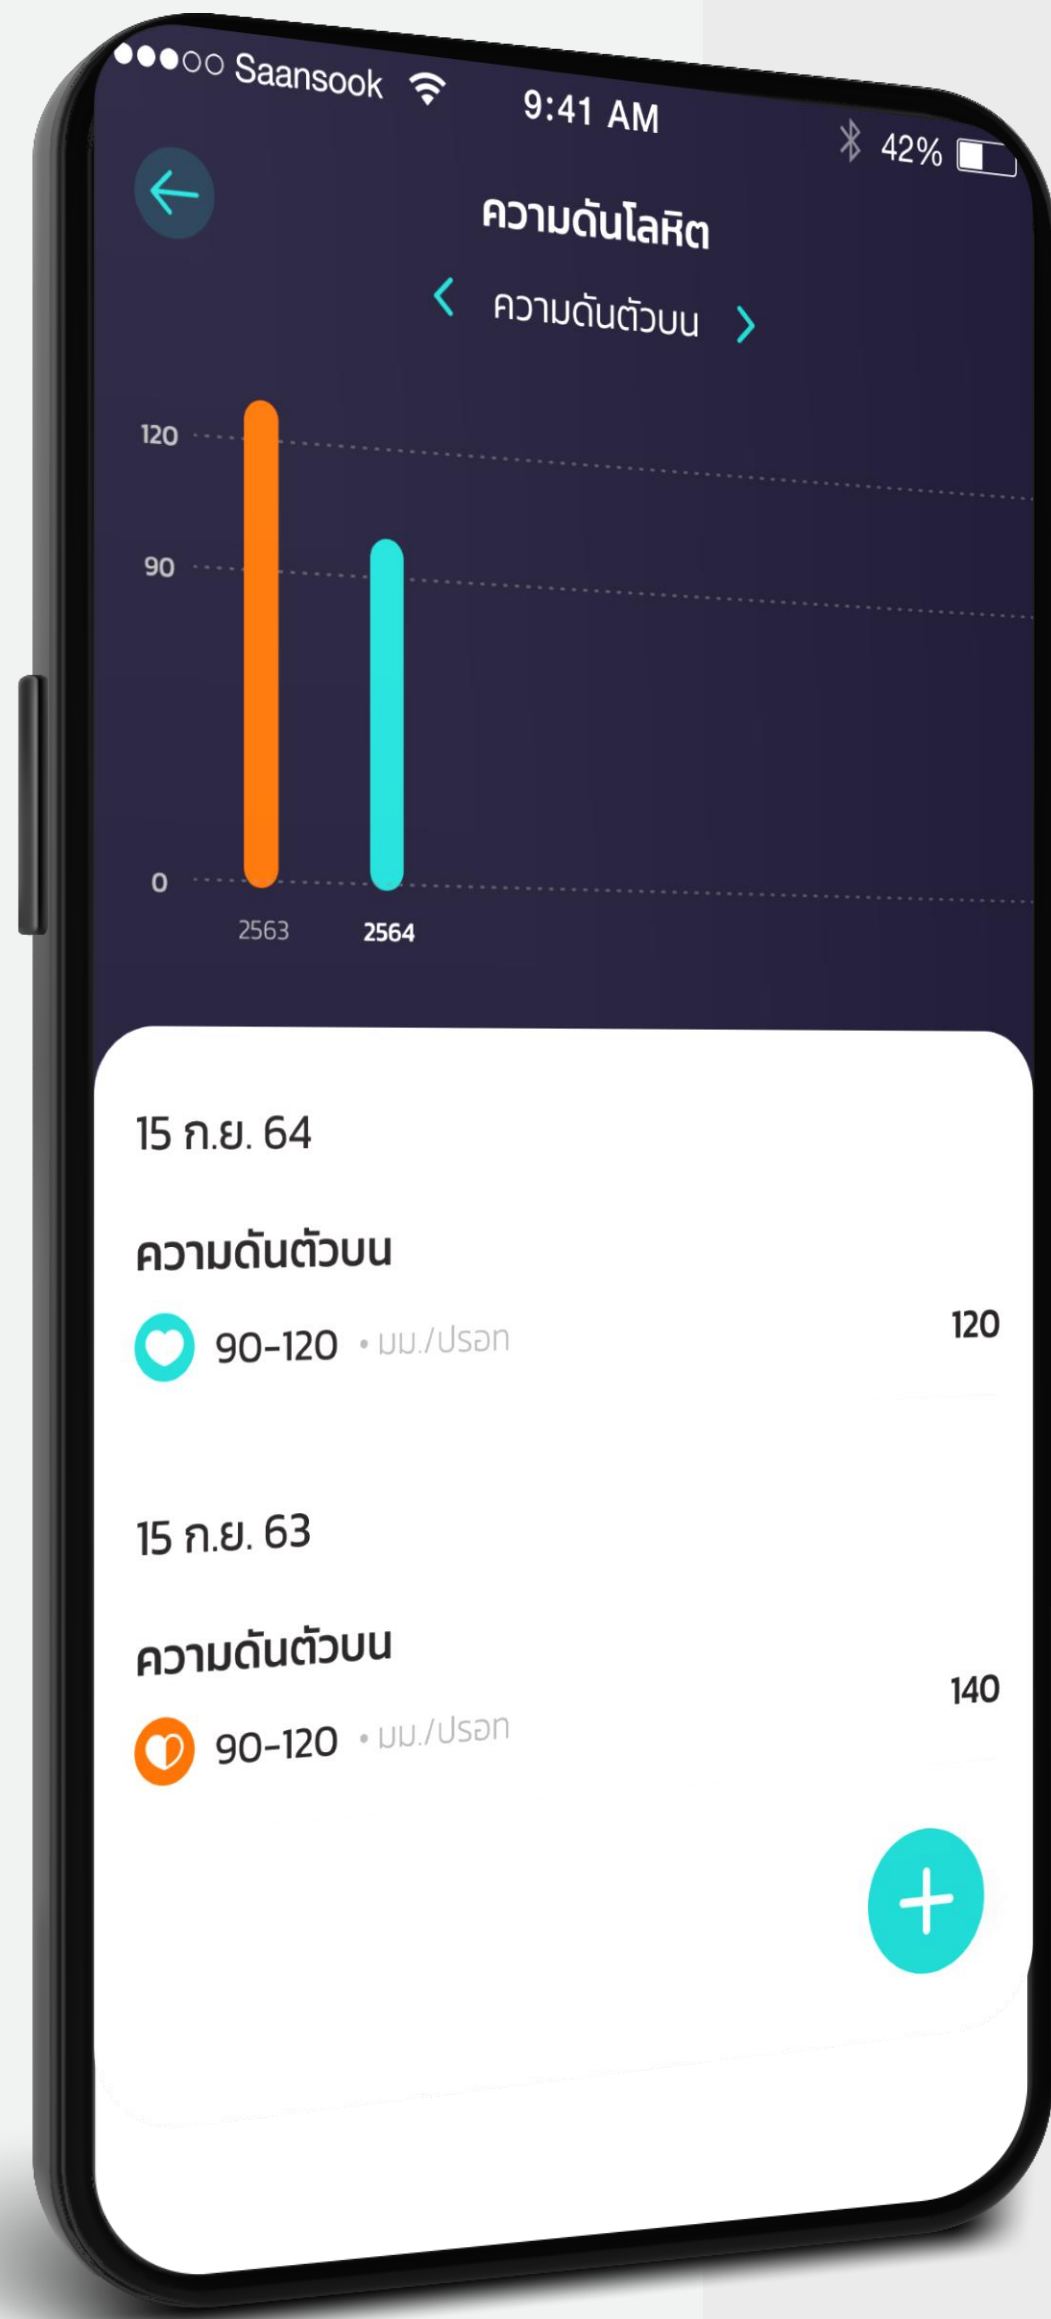 Saansook 9:41 AM 42%
ความดันโลหิต
ความดันตัวบน
120
90
0
2563 2564
15 ก.ย. 64
ความดันตัวบน
90-120 • มม./ปรอท 120
15 ก.ย. 63
ความดันตัวบน
90-120 • มม./ปรอท 140